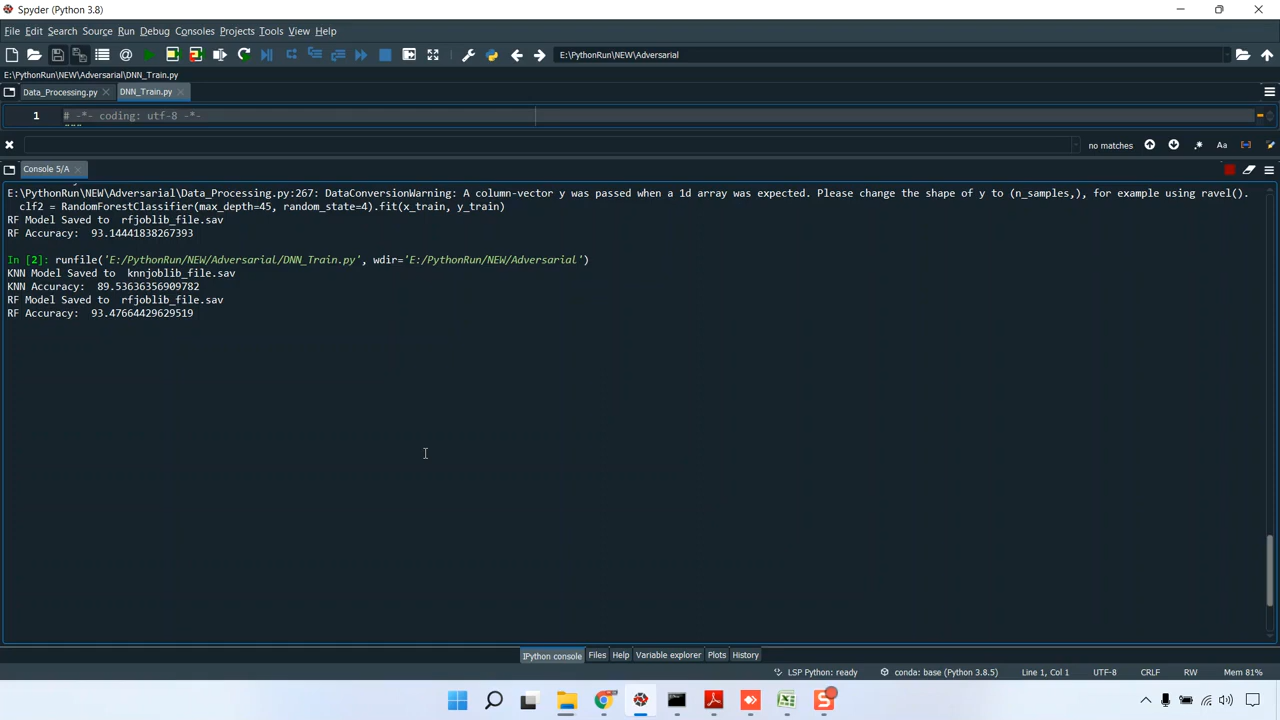 Spyder (Python 3.8)
File Edit Search Source Run Debug Consoles Projects Tools View Help
E:\PythonRun\NEW\Adversarial
E:\PythonRun\NEW\Adversarial\DNN_Train.py
Data_Processing.py DNN_Train.py
1 # -*- coding: utf-8 -*-
"""
no matches
Aa
Console 5/A
E:\PythonRun\NEW\Adversarial\Data_Processing.py:267: DataConversionWarning: A column-vector y was passed when a 1d array was expected. Please change the shape of y to (n_samples,), for example using ravel().
clf2 = RandomForestClassifier(max_depth=45, random_state=4).fit(x_train, y_train)
RF Model Saved to  rfjoblib_file.sav
RF Accuracy:  93.14441838267393
In [2]: runfile('E:/PythonRun/NEW/Adversarial/DNN_Train.py', wdir='E:/PythonRun/NEW/Adversarial')
KNN Model Saved to  knnjoblib_file.sav
KNN Accuracy:  89.53636356909782
RF Model Saved to  rfjoblib_file.sav
RF Accuracy:  93.47664429629519
IPython console Files Help Variable explorer Plots History
LSP Python: ready conda: base (Python 3.8.5) Line 1, Col 1 UTF-8 CRLF RW Mem 81%